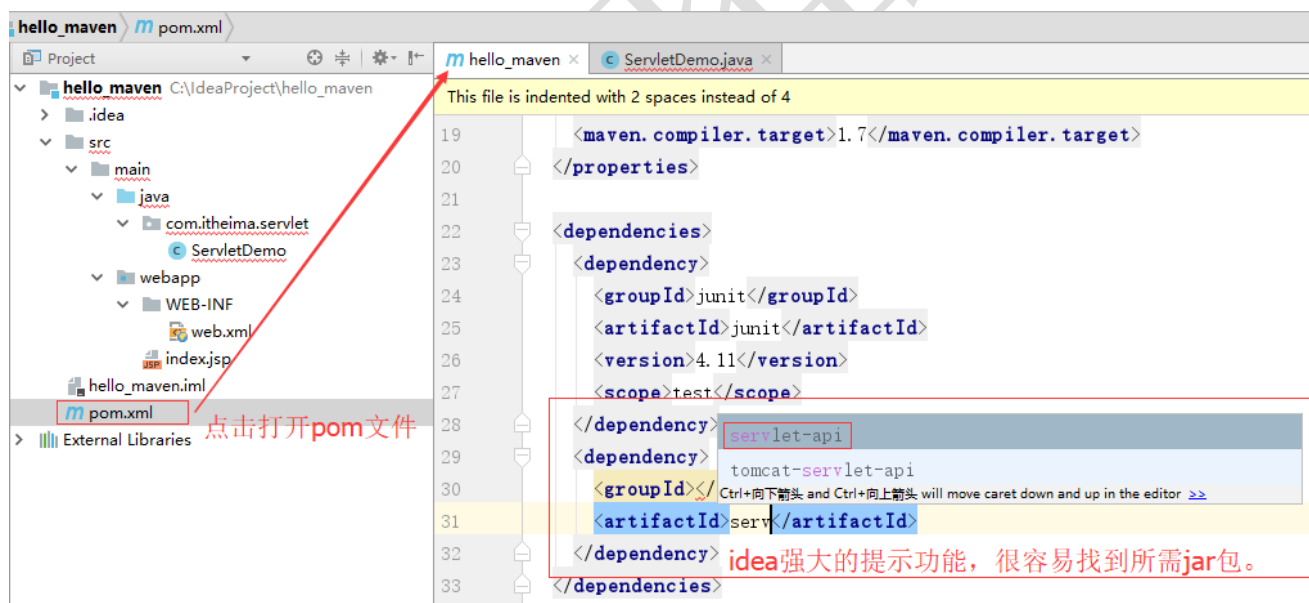 hello_maven pom.xml
Project
hello_maven C:\IdeaProject\hello_maven
.idea
src
main
java
com.itheima.servlet
ServletDemo
webapp
WEB-INF
web.xml
index.jsp
hello_maven.iml
pom.xml
点击打开pom文件
External Libraries
hello_maven ServletDemo.java
This file is indented with 2 spaces instead of 4
19 <maven.compiler.target>1.7</maven.compiler.target>
20 </properties>
21
22 <dependencies>
23 <dependency>
24 <groupId>junit</groupId>
25 <artifactId>junit</artifactId>
26 <version>4.11</version>
27 <scope>test</scope>
28 </dependency>
servlet-api
29 <dependency>
tomcat-servlet-api
30 <groupId></
Ctrl+向下箭头 and Ctrl+向上箭头 will move caret down and up in the editor >>
31 <artifactId>serv</artifactId>
32 </dependency>
idea强大的提示功能，很容易找到所需jar包。
33 </dependencies>